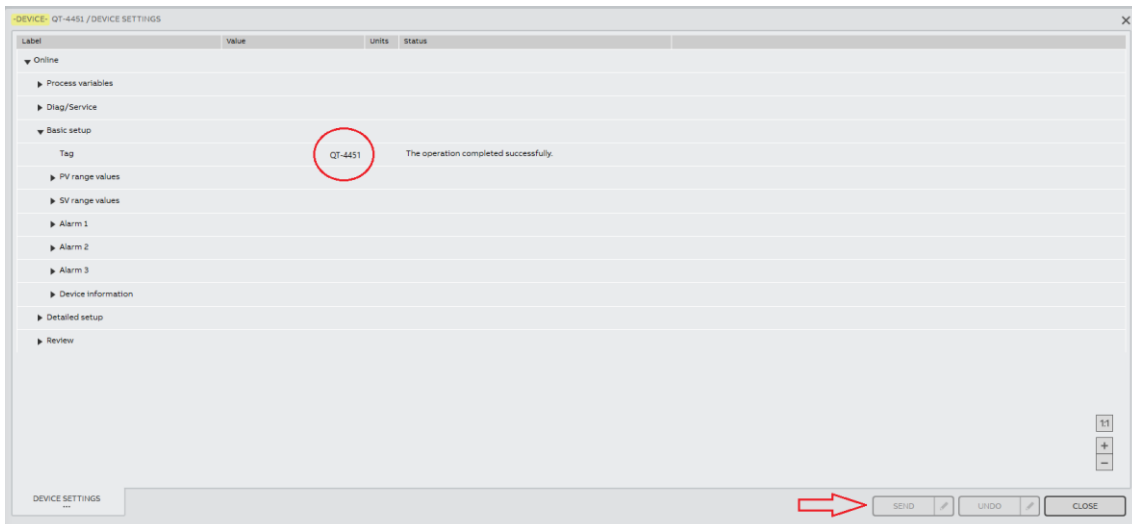 -DEVICE- QT-4451 / DEVICE SETTINGS
Label Value Units Status
Online
Process variables
Diag/Service
Basic setup
Tag QT-4451 The operation completed successfully.
PV range values
SV range values
Alarm 1
Alarm 2
Alarm 3
Device information
Detailed setup
Review
1:1
+
−
DEVICE SETTINGS
---
SEND UNDO CLOSE